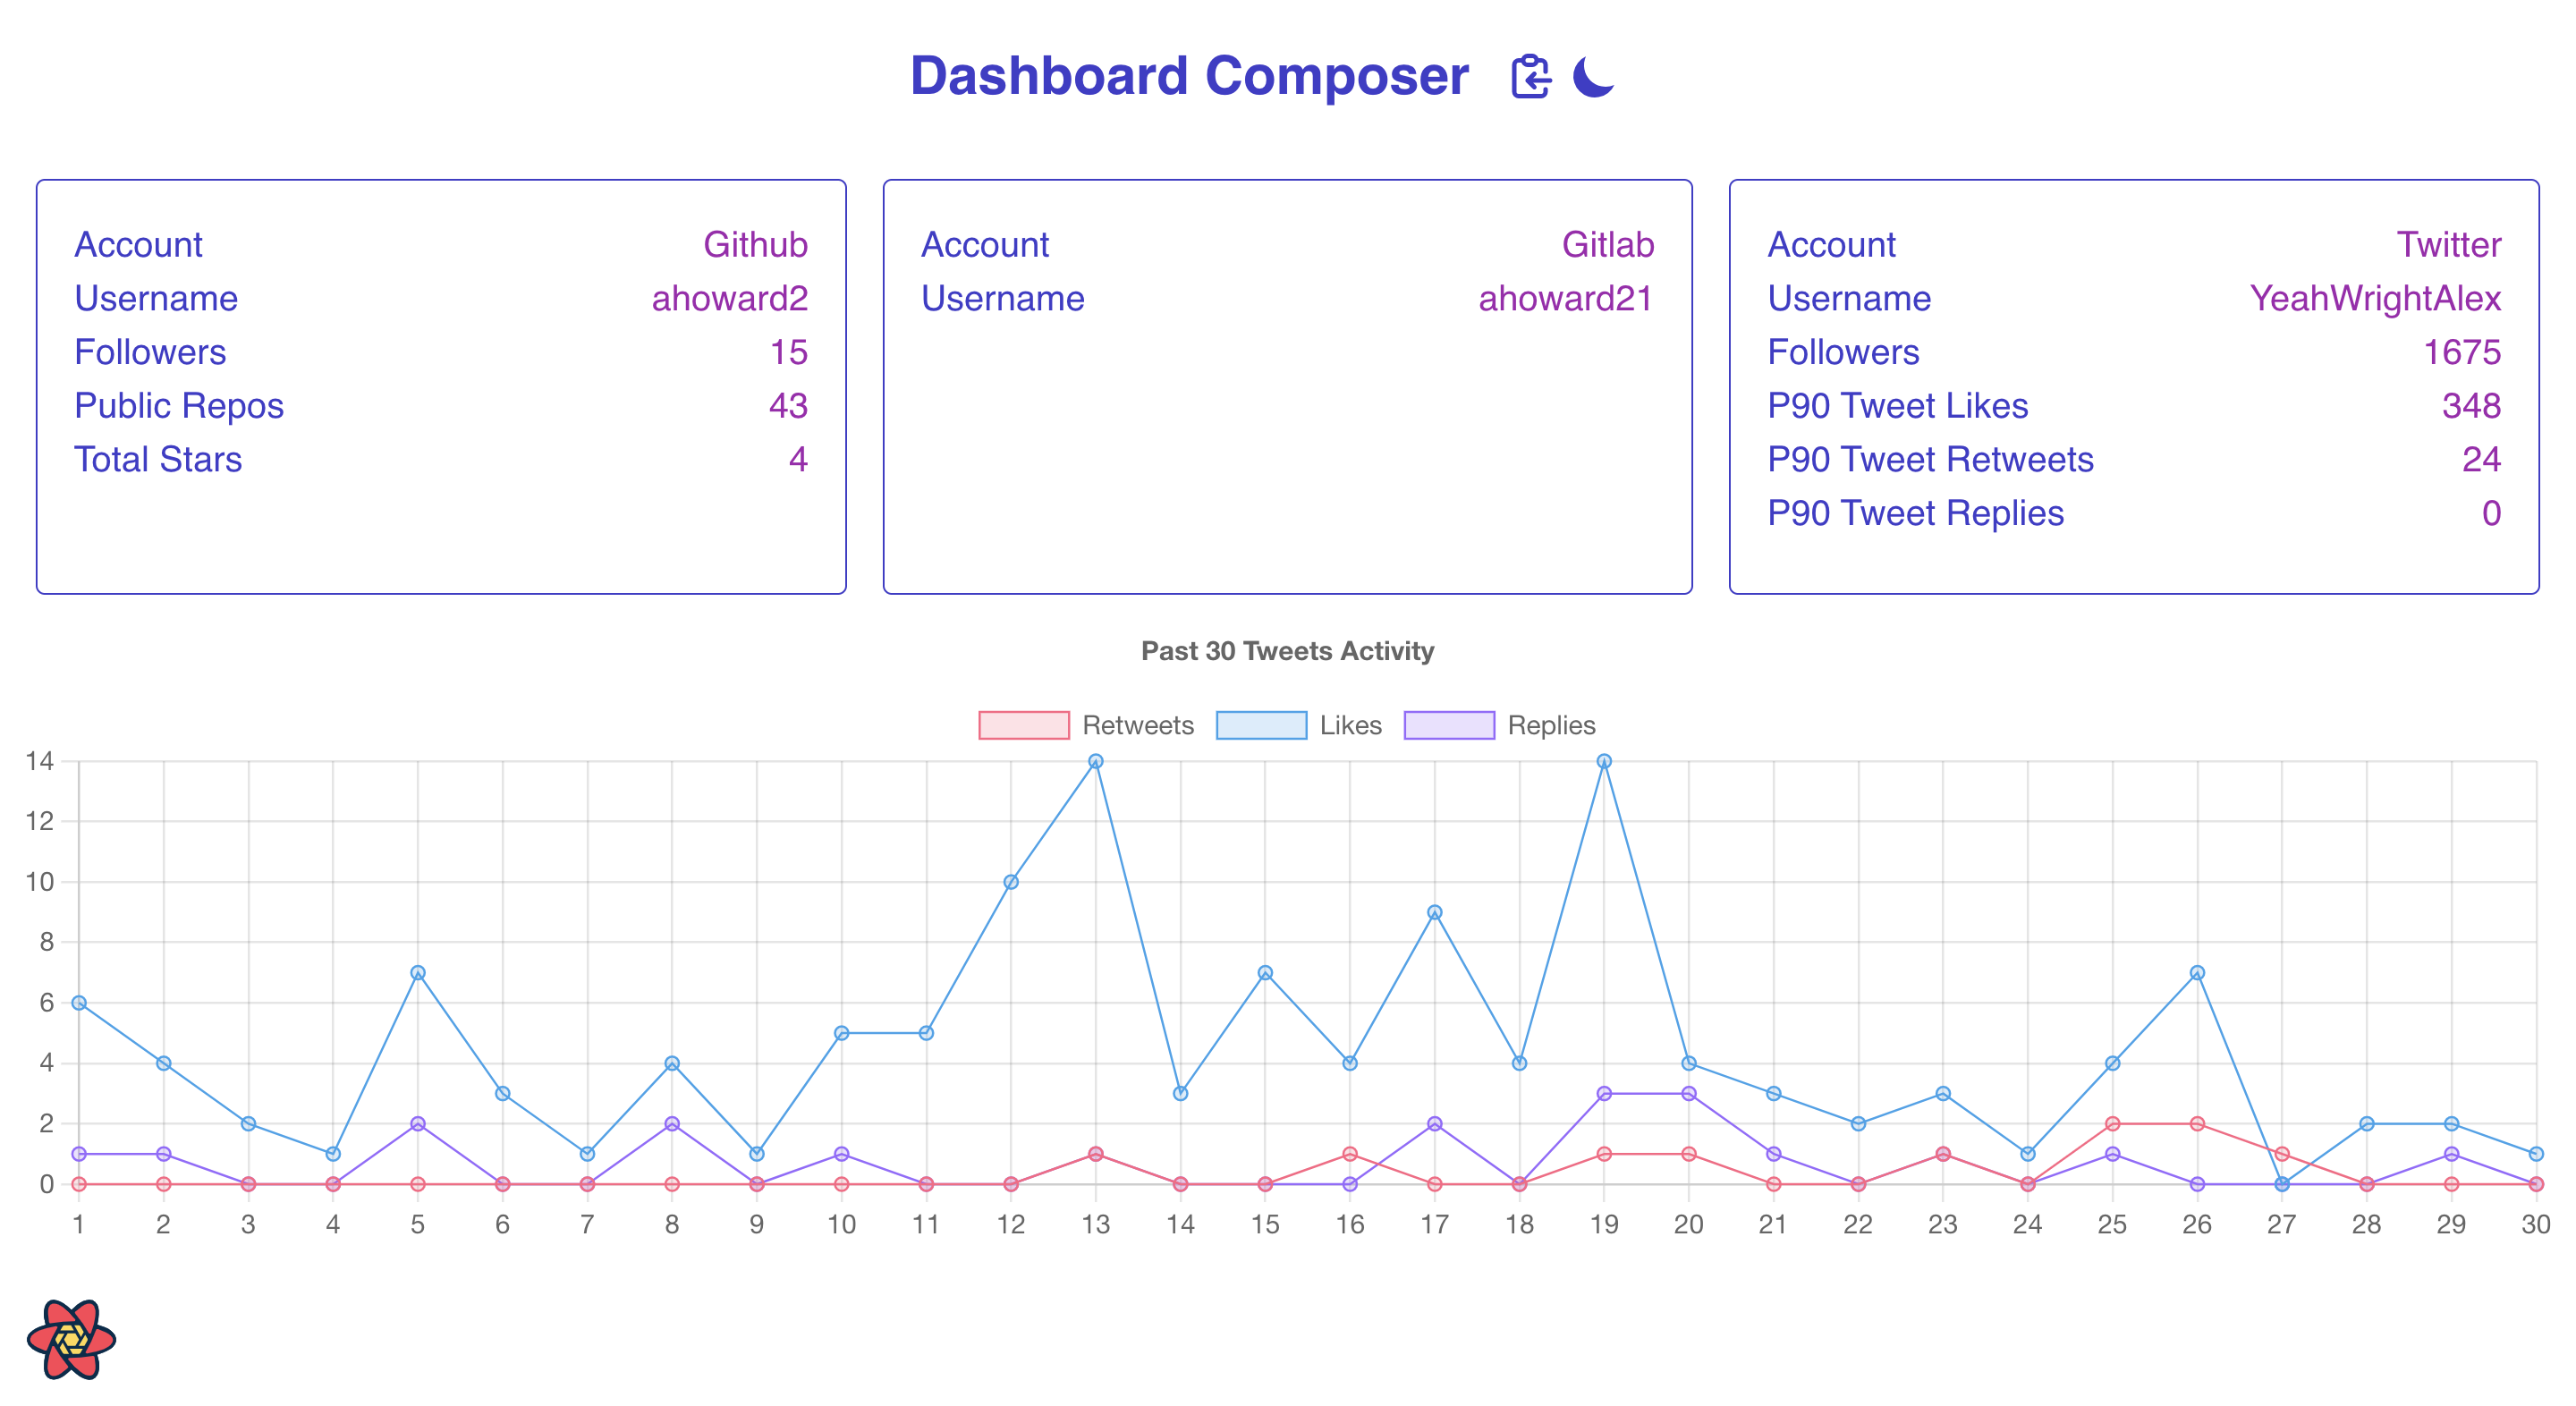 Dashboard Composer
Account Github
Username ahoward2
Followers 15
Public Repos 43
Total Stars 4
Account Gitlab
Username ahoward21
Account Twitter
Username YeahWrightAlex
Followers 1675
P90 Tweet Likes 348
P90 Tweet Retweets 24
P90 Tweet Replies 0
Past 30 Tweets Activity
Retweets Likes Replies
14
12
10
8
6
4
2
0
1 2 3 4 5 6 7 8 9 10 11 12 13 14 15 16 17 18 19 20 21 22 23 24 25 26 27 28 29 30